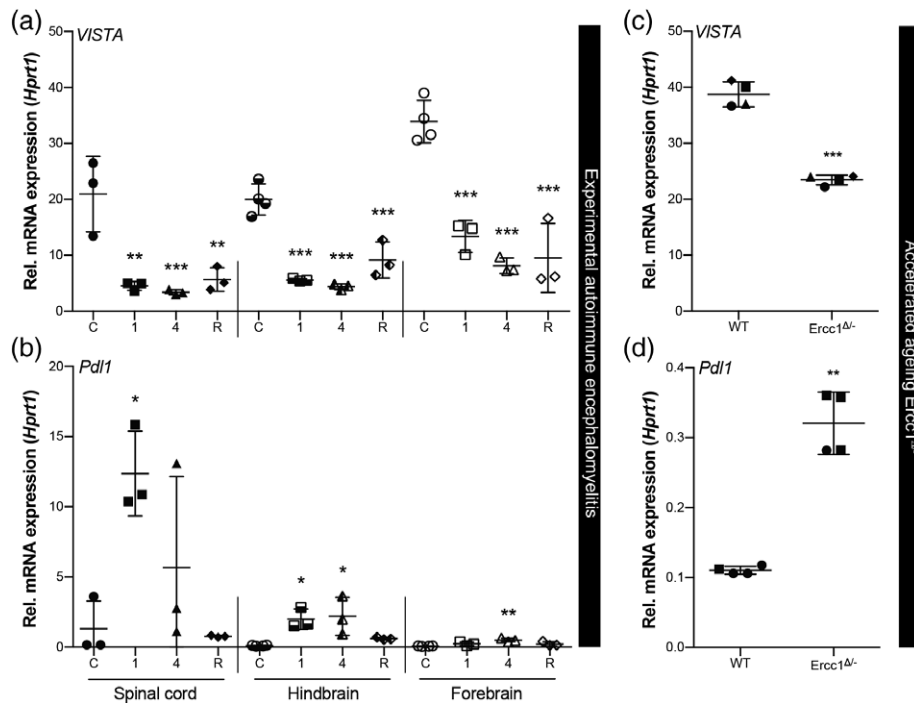 (a)
VISTA
Rel. mRNA expression (Hprt1)
50
40
30
20
10
0
** *** **
*** *** ***
*** *** ***
C 1 4 R C 1 4 R C 1 4 R
(b)
Pdl1
Rel. mRNA expression (Hprt1)
20
15
10
5
0
*
* *
**
C 1 4 R C 1 4 R C 1 4 R
Spinal cord Hindbrain Forebrain
Experimental autoimmune encephalomyelitis
(c)
VISTA
Rel. mRNA expression (Hprt1)
50
40
30
20
10
0
***
WT Ercc1Δ/-
(d)
Pdl1
Rel. mRNA expression (Hprt1)
0.4
0.3
0.2
0.1
0.0
**
WT Ercc1Δ/-
Accelerated ageing Ercc1